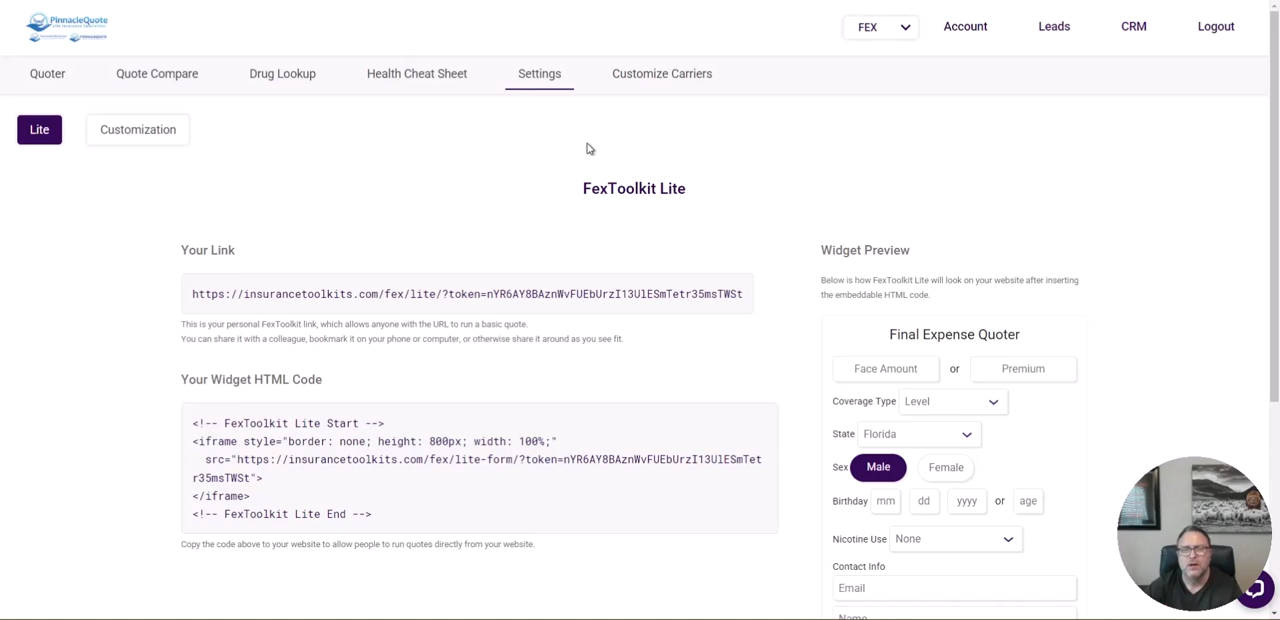 PinnacleQuote
FEX
Account
Leads
CRM
Logout
Quoter
Quote Compare
Drug Lookup
Health Cheat Sheet
Settings
Customize Carriers
Lite
Customization
FexToolkit Lite
Your Link
https://insurancetoolkits.com/fex/lite/?token=nYR6AY8BAznWvFUEbUrzI13UlESmTetr35msTWSt
This is your personal FexToolkit link, which allows anyone with the URL to run a basic quote.
You can share it with a colleague, bookmark it on your phone or computer, or otherwise share it around as you see fit.
Your Widget HTML Code
<!-- FexToolkit Lite Start -->
<iframe style="border: none; height: 800px; width: 100%;"
src="https://insurancetoolkits.com/fex/lite-form/?token=nYR6AY8BAznWvFUEbUrzI13UlESmTet
r35msTWSt">
</iframe>
<!-- FexToolkit Lite End -->
Copy the code above to your website to allow people to run quotes directly from your website.
Widget Preview
Below is how FexToolkit Lite will look on your website after inserting
the embeddable HTML code.
Final Expense Quoter
Face Amount or Premium
Coverage Type Level
State Florida
Sex Male Female
Birthday mm dd yyyy or age
Nicotine Use None
Contact Info
Email
Name